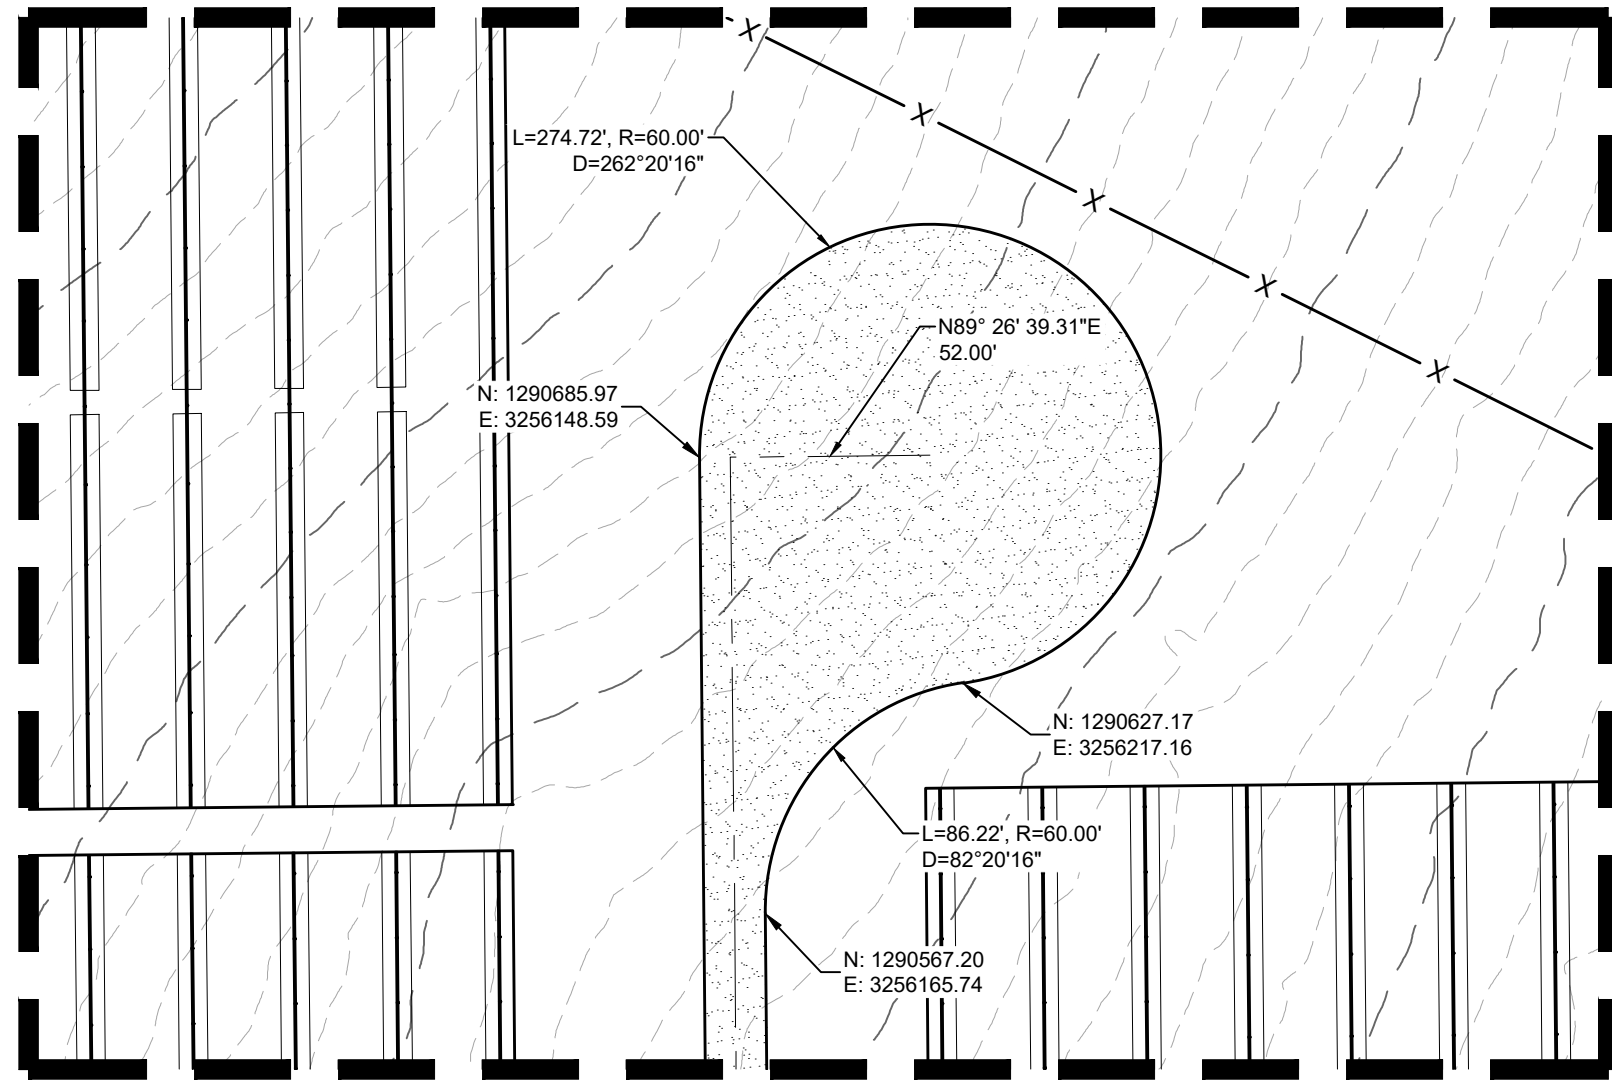 X
X
L=274.72', R=60.00'
D=262°20'16"
X
X
N89° 26' 39.31"E
52.00'
X
N: 1290685.97
E: 3256148.59
N: 1290627.17
E: 3256217.16
L=86.22', R=60.00'
D=82°20'16"
N: 1290567.20
E: 3256165.74